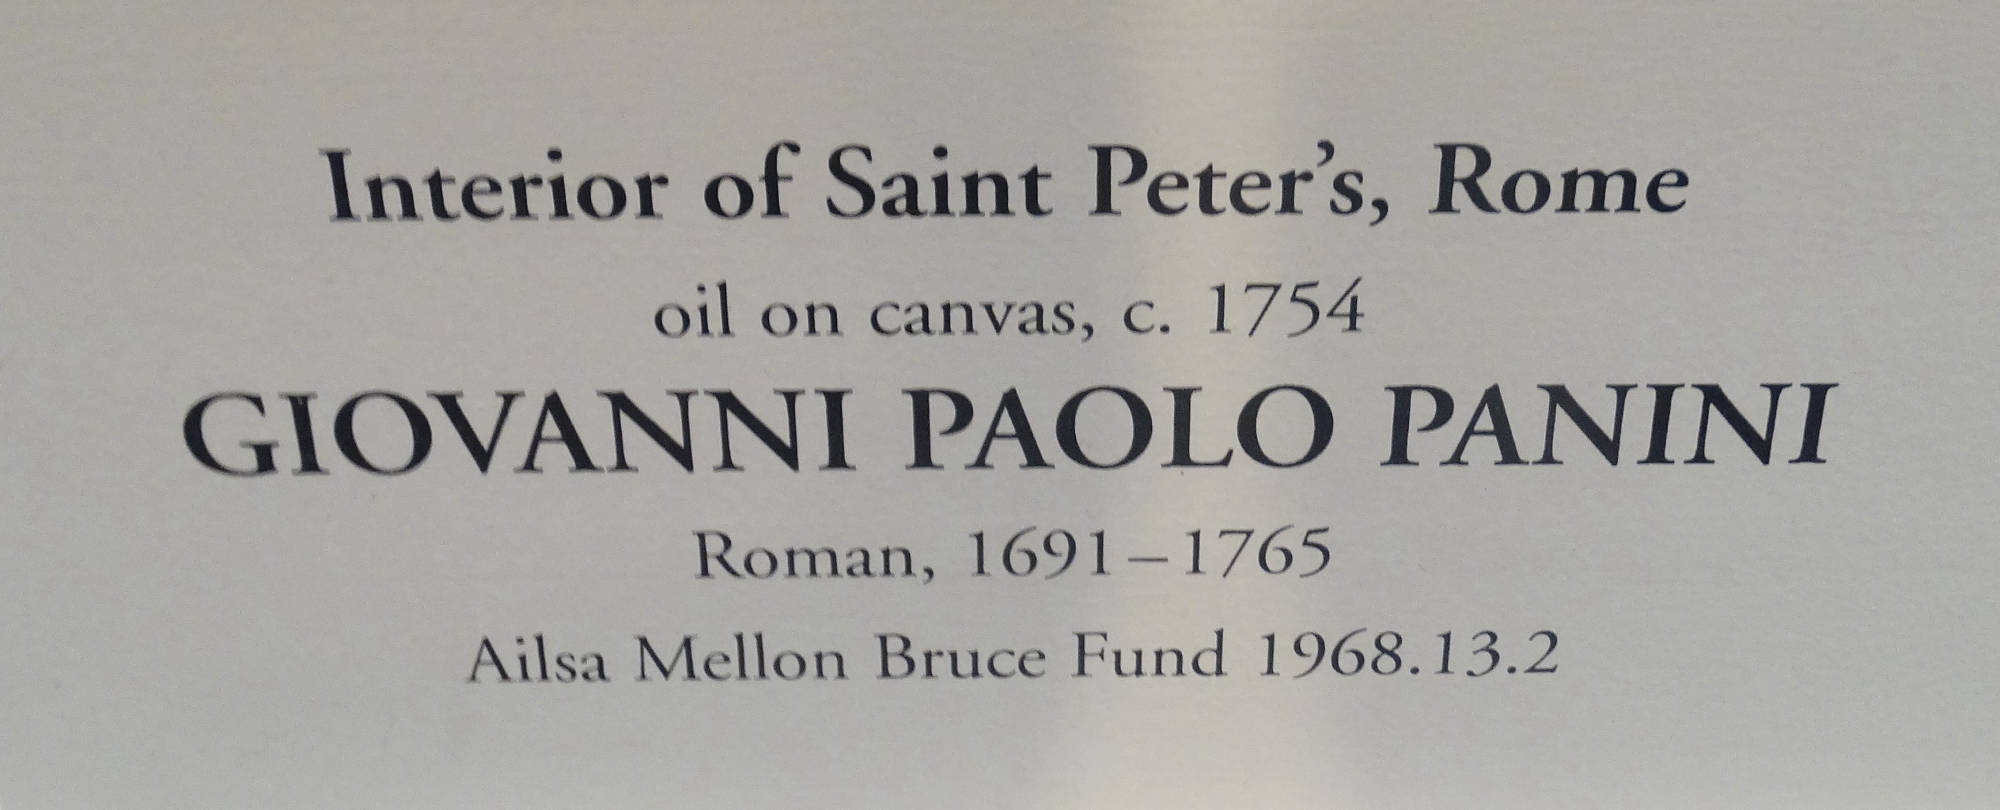 Interior of Saint Peter’s, Rome
oil on canvas, c. 1754
GIOVANNI PAOLO PANINI
Roman, 1691–1765
Ailsa Mellon Bruce Fund 1968.13.2